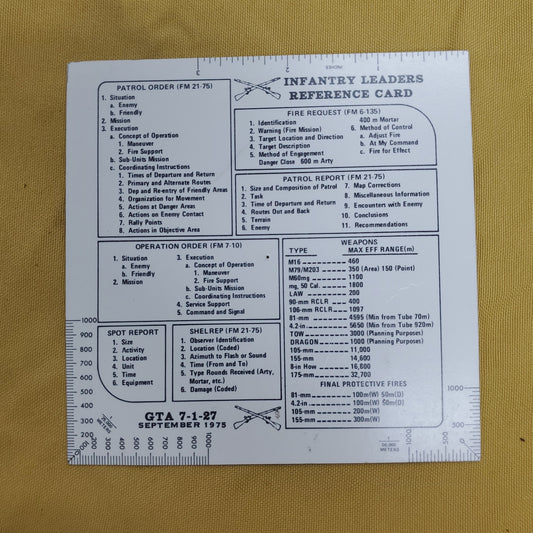 INFANTRY LEADERS
REFERENCE CARD
PATROL ORDER (FM 21-75)
1. Situation
a. Enemy
b. Friendly
2. Mission
3. Execution
a. Concept of Operation
1. Maneuver
2. Fire Support
b. Sub-Units Mission
c. Coordinating Instructions
1. Times of Departure and Return
2. Primary and Alternate Routes
3. Dep and Re-entry of Friendly Areas
4. Organization for Movement
5. Actions at Danger Areas
6. Actions on Enemy Contact
7. Rally Points
8. Actions in Objective Area
FIRE REQUEST (FM 6-135)
1. Identification
2. Warning (Fire Mission)
3. Target Location and Direction
4. Target Description
5. Method of Engagement
Danger Close 600 m Arty
400 m Mortar
6. Method of Control
a. Adjust Fire
b. At My Command
c. Fire for Effect
PATROL REPORT (FM 21-75)
1. Size and Composition of Patrol
2. Task
3. Time of Departure and Return
4. Routes Out and Back
5. Terrain
6. Enemy
7. Map Corrections
8. Miscellaneous Information
9. Encounters with Enemy
10. Conclusions
11. Recommendations
OPERATION ORDER (FM 7-10)
1. Situation
a. Enemy
b. Friendly
2. Mission
3. Execution
a. Concept of Operation
1. Maneuver
2. Fire Support
b. Sub-Units Mission
c. Coordinating Instructions
4. Service Support
5. Command and Signal
WEAPONS
TYPE MAX EFF RANGE(m)
M16 460
M79/M203 350 (Area) 150 (Point)
M60mg 1100
mg, 50 Cal. 1800
LAW 200
90-mm RCLR 400
106-mm RCLR 1097
81-mm 4595 (Min from Tube 70m)
4.2-in 5650 (Min from Tube 920m)
TOW 3000 (Planning Purposes)
DRAGON 1000 (Planning Purposes)
105-mm 11,000
155-mm 14,600
8-in How 16,800
175-mm 32,700
FINAL PROTECTIVE FIRES
81-mm 100m(W) 50m(D)
4.2-in 100m(W) 50m(D)
105-mm 200m(W)
155-mm 300m(W)
SPOT REPORT
1. Size
2. Activity
3. Location
4. Unit
5. Time
6. Equipment
SHELREP (FM 21-75)
1. Observer Identification
2. Location (Coded)
3. Azimuth to Flash or Sound
4. Time (From and To)
5. Type Rounds Received (Arty,
Mortar, etc.)
6. Damage (Coded)
GTA 7-1-27
SEPTEMBER 1975